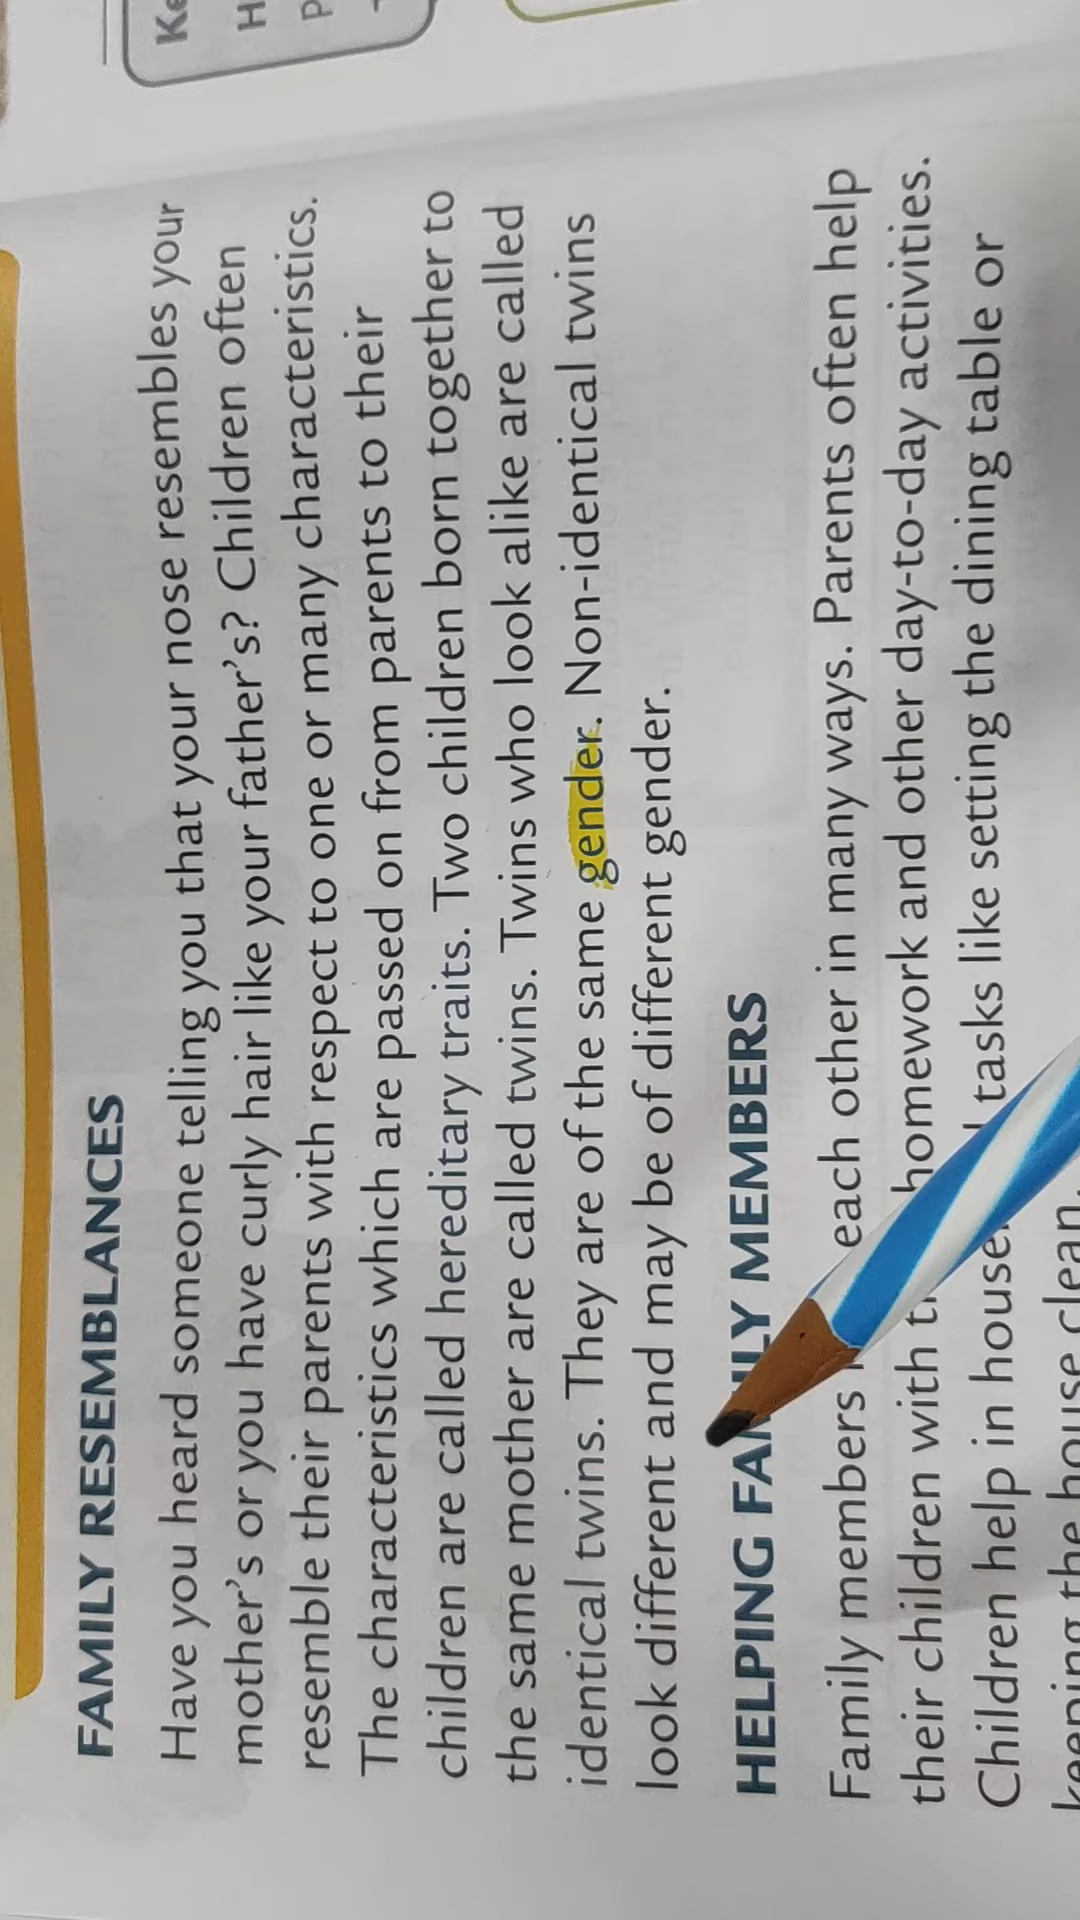 FAMILY RESEMBLANCES
Have you heard someone telling you that your nose resembles your
mother's or you have curly hair like your father's? Children often
resemble their parents with respect to one or many characteristics.
The characteristics which are passed on from parents to their
children are called hereditary traits. Two children born together to
the same mother are called twins. Twins who look alike are called
identical twins. They are of the same gender. Non-identical twins
look different and may be of different gender.
HELPING FAMILY MEMBERS
Family members each other in many ways. Parents often help
their children with homework and other day-to-day activities.
Children help in tasks like setting the dining table or
keeping the house clean.